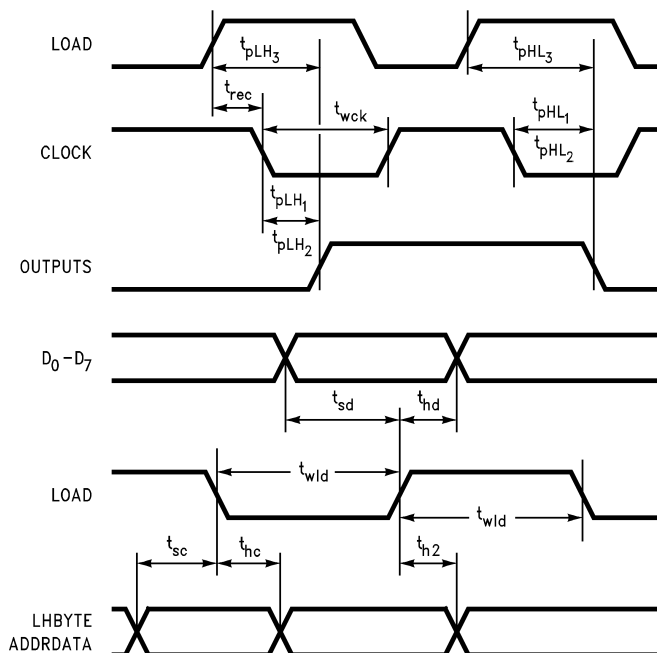 LOAD
tpLH3
tpHL3
trec
twck
tpHL1
CLOCK
tpHL2
tpLH1
tpLH2
OUTPUTS
D0-D7
tsd
thd
LOAD
twld
twld
tsc
thc
th2
LHBYTE
ADDRDATA